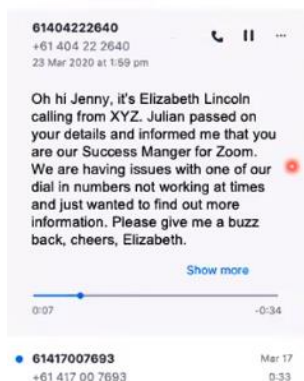 61404222640
+61 404 22 2640
23 Mar 2020 at 1:59 pm
Oh hi Jenny, it's Elizabeth Lincoln
calling from XYZ. Julian passed on
your details and informed me that you
are our Success Manger for Zoom.
We are having issues with one of our
dial in numbers not working at times
and just wanted to find out more
information. Please give me a buzz
back, cheers, Elizabeth.
Show more
0:07 -0:34
61417007693 Mar 17
+61 417 00 7693 0:33